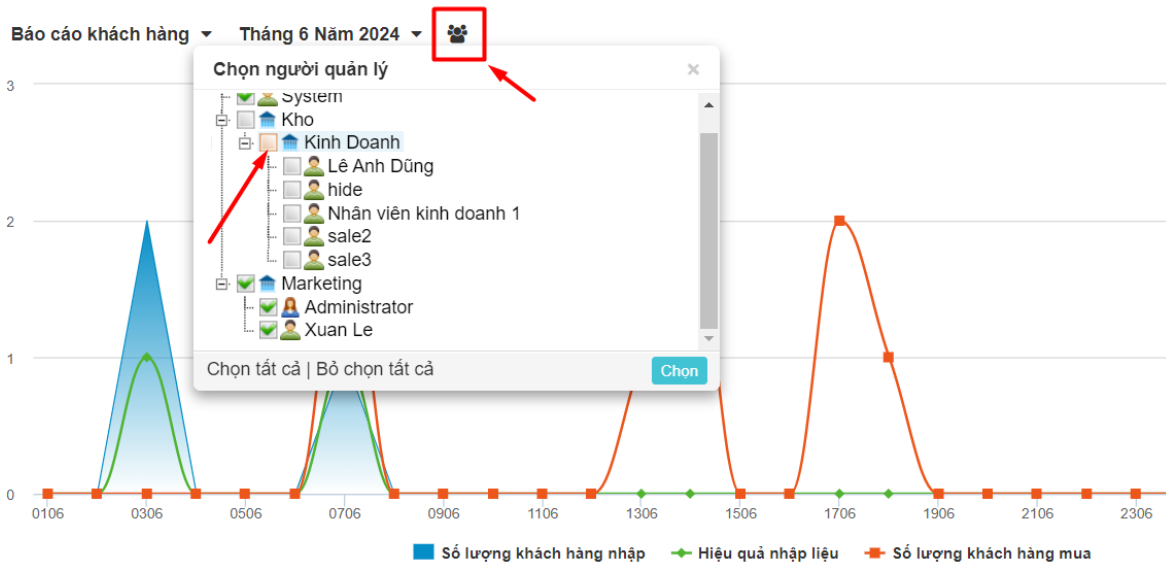 Báo cáo khách hàng Tháng 6 Năm 2024
Chọn người quản lý ×
System
Kho
Kinh Doanh
Lê Anh Dũng
hide
Nhân viên kinh doanh 1
sale2
sale3
Marketing
Administrator
Xuan Le
Chọn tất cả | Bỏ chọn tất cả Chọn
3
2
1
0
0106 0306 0506 0706 0906 1106 1306 1506 1706 1906 2106 2306
Số lượng khách hàng nhập Hiệu quả nhập liệu Số lượng khách hàng mua